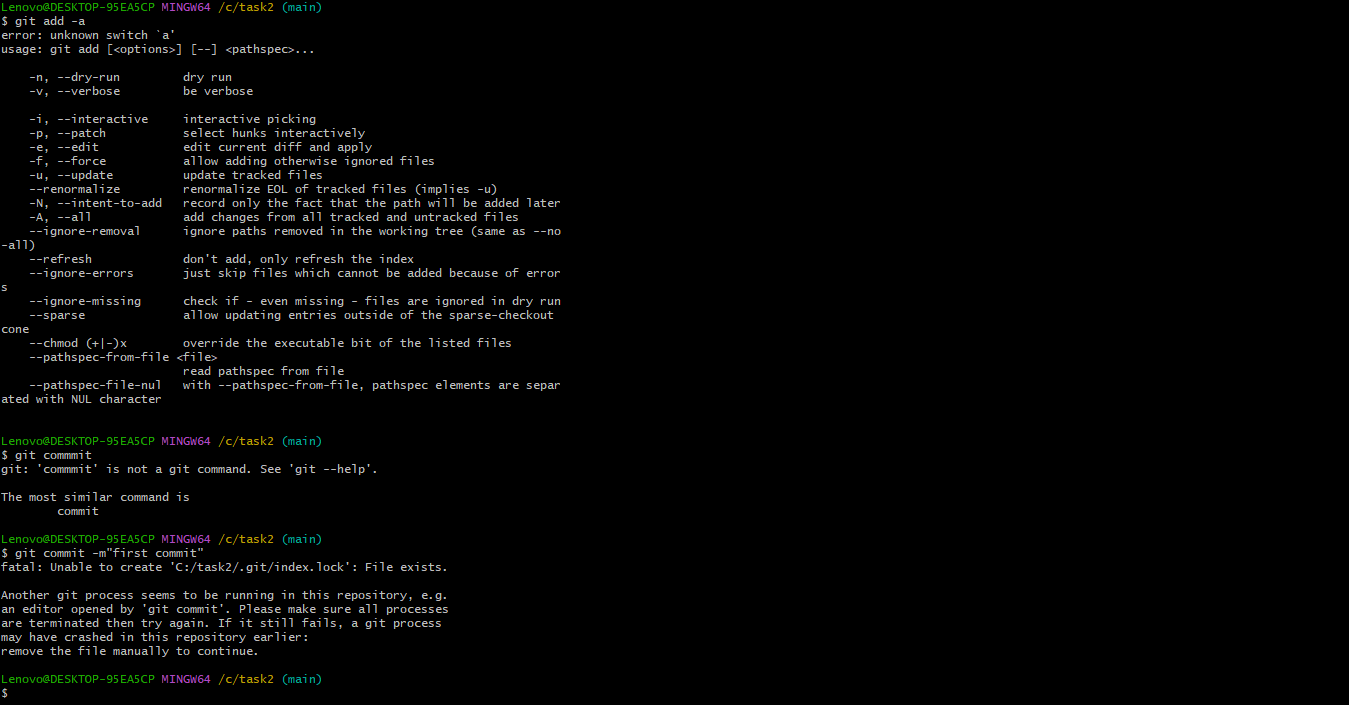 Lenovo@DESKTOP-95EA5CP MINGW64 /c/task2 (main)
$ git add -a
error: unknown switch `a'
usage: git add [<options>] [--] <pathspec>...

    -n, --dry-run         dry run
    -v, --verbose         be verbose

    -i, --interactive     interactive picking
    -p, --patch           select hunks interactively
    -e, --edit            edit current diff and apply
    -f, --force           allow adding otherwise ignored files
    -u, --update          update tracked files
    --renormalize         renormalize EOL of tracked files (implies -u)
    -N, --intent-to-add   record only the fact that the path will be added later
    -A, --all             add changes from all tracked and untracked files
    --ignore-removal      ignore paths removed in the working tree (same as --no
-all)
    --refresh             don't add, only refresh the index
    --ignore-errors       just skip files which cannot be added because of error
s
    --ignore-missing      check if - even missing - files are ignored in dry run
    --sparse              allow updating entries outside of the sparse-checkout
cone
    --chmod (+|-)x        override the executable bit of the listed files
    --pathspec-from-file <file>
                          read pathspec from file
    --pathspec-file-nul   with --pathspec-from-file, pathspec elements are separ
ated with NUL character

Lenovo@DESKTOP-95EA5CP MINGW64 /c/task2 (main)
$ git commmit
git: 'commmit' is not a git command. See 'git --help'.

The most similar command is
        commit

Lenovo@DESKTOP-95EA5CP MINGW64 /c/task2 (main)
$ git commit -m"first commit"
fatal: Unable to create 'C:/task2/.git/index.lock': File exists.

Another git process seems to be running in this repository, e.g.
an editor opened by 'git commit'. Please make sure all processes
are terminated then try again. If it still fails, a git process
may have crashed in this repository earlier:
remove the file manually to continue.

Lenovo@DESKTOP-95EA5CP MINGW64 /c/task2 (main)
$